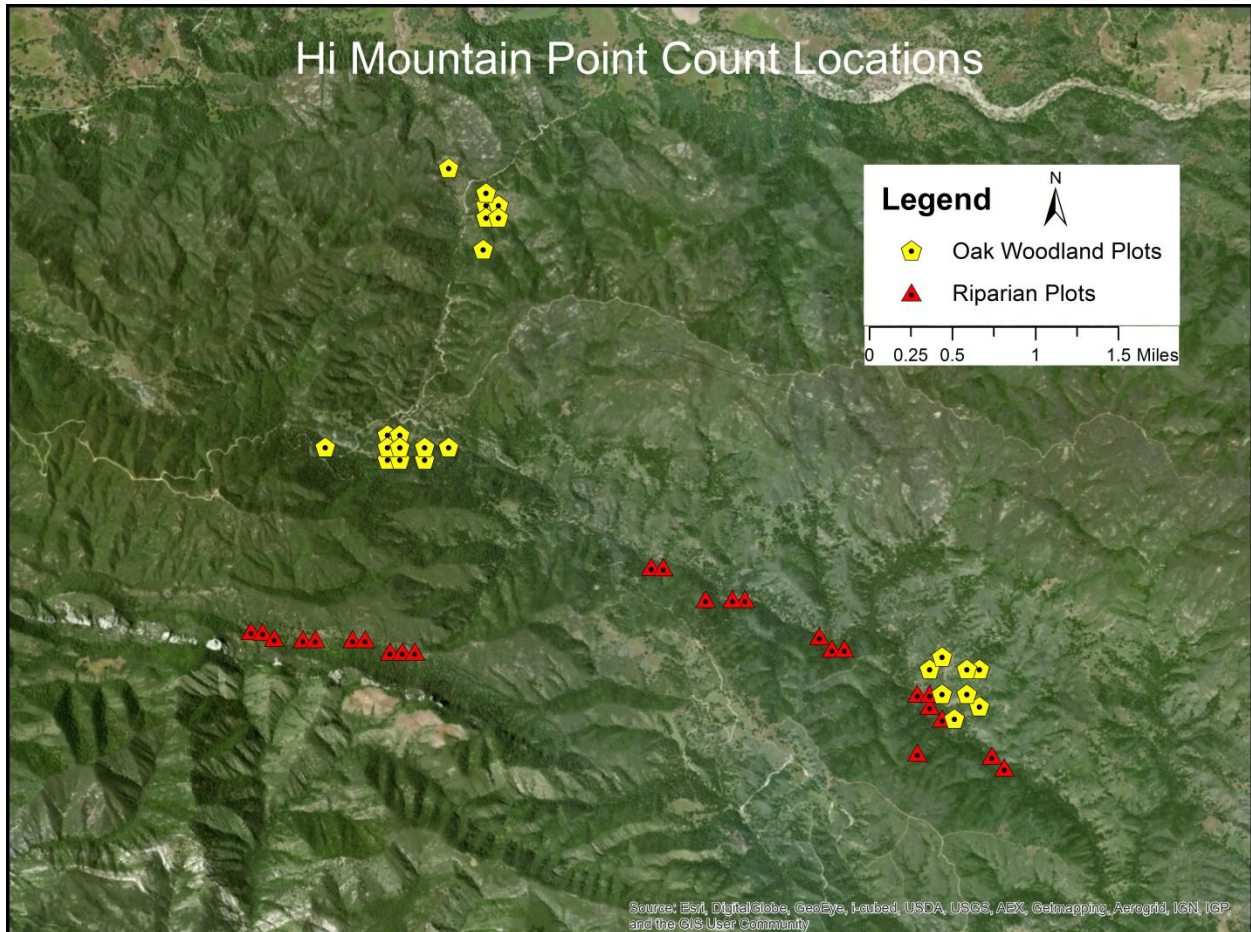 Hi Mountain Point Count Locations
Legend
N
Oak Woodland Plots
Riparian Plots
0 0.25 0.5 1 1.5 Miles
Source: Esri, DigitalGlobe, GeoEye, i-cubed, USDA, USGS, AEX, Getmapping, Aerogrid, IGN, IGP,
and the GIS User Community